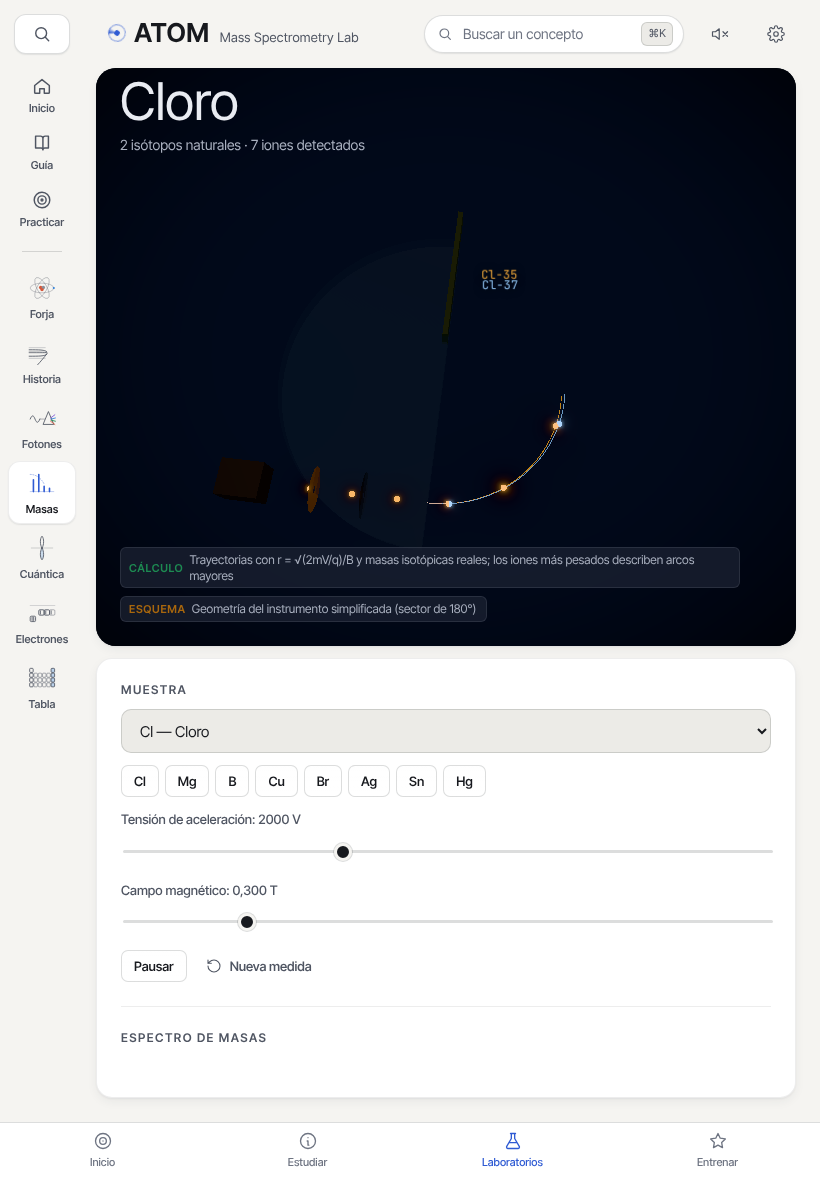 ATOM Mass Spectrometry Lab
Buscar un concepto
⌘K
Inicio
Guía
Practicar
Forja
Historia
Fotones
Masas
Cuántica
Electrones
Tabla
Cloro
2 isótopos naturales · 7 iones detectados
Cl-35
Cl-37
CÁLCULO Trayectorias con r = √(2mV/q)/B y masas isotópicas reales; los iones más pesados describen arcos
mayores
ESQUEMA Geometría del instrumento simplificada (sector de 180°)
MUESTRA
Cl — Cloro
Cl Mg B Cu Br Ag Sn Hg
Tensión de aceleración: 2000 V
Campo magnético: 0,300 T
Pausar Nueva medida
ESPECTRO DE MASAS
Inicio Estudiar Laboratorios Entrenar